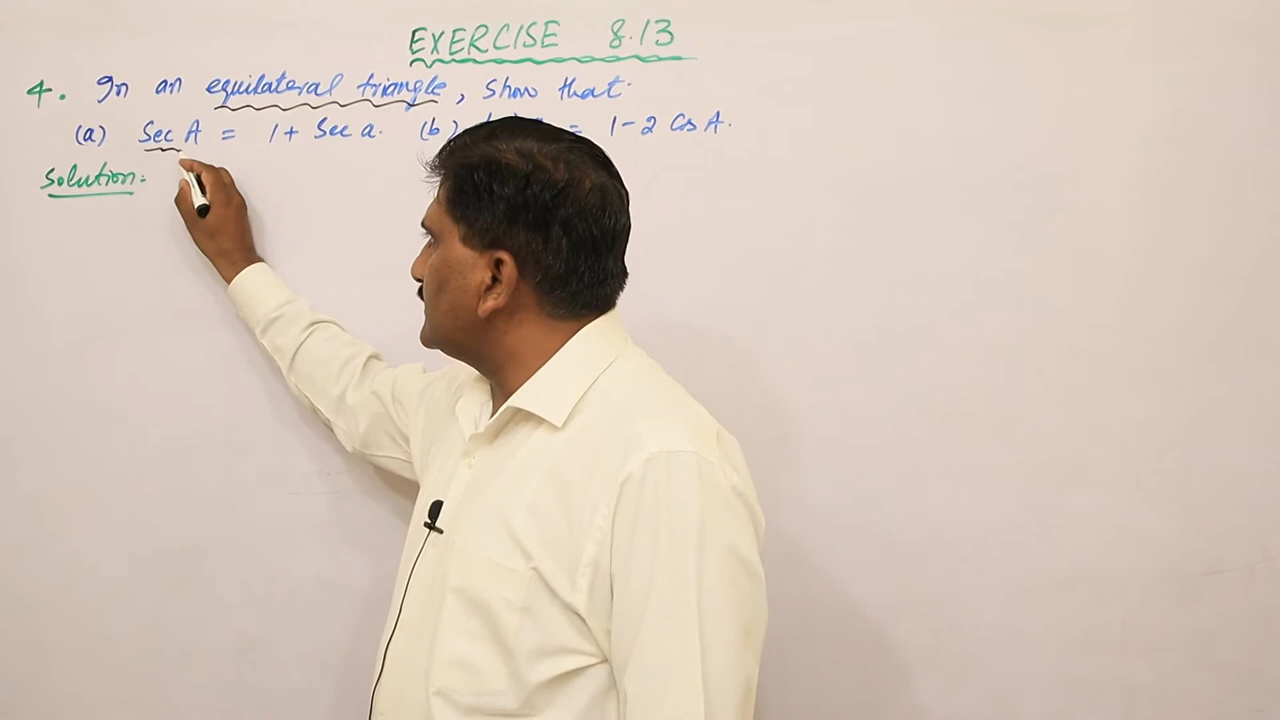 EXERCISE 8.13
4. In an equilateral triangle, show that
(a) Sec A = 1 + Sec a. (b) = 1 - 2 Cos A.
Solution: